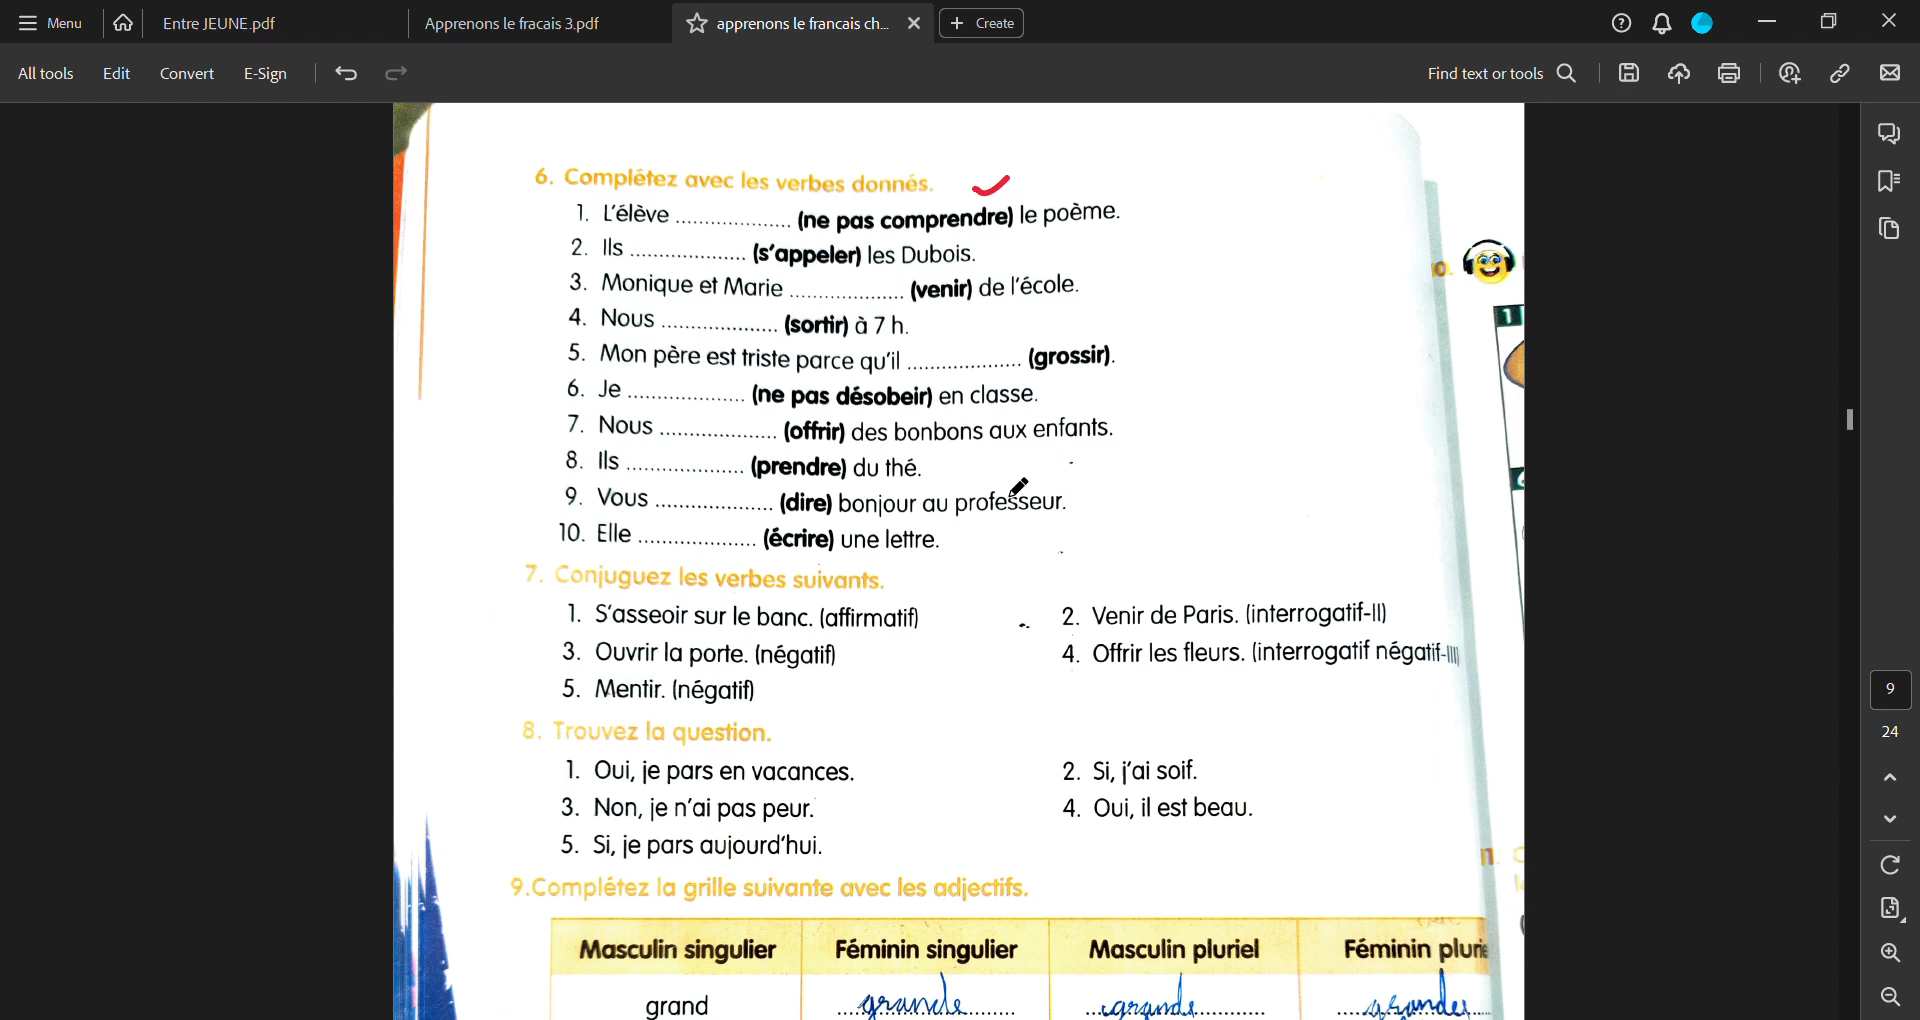 Menu Entre JEUNE.pdf Apprenons le fracais 3.pdf apprenons le francais ch... Create
All tools Edit Convert E-Sign Find text or tools
6. Complétez avec les verbes donnés.
1. L'élève .................... (ne pas comprendre) le poème.
2. Ils .................... (s'appeler) les Dubois.
3. Monique et Marie .................... (venir) de l'école.
4. Nous .................... (sortir) à 7 h.
5. Mon père est triste parce qu'il .................... (grossir).
6. Je .................... (ne pas désobeir) en classe.
7. Nous .................... (offrir) des bonbons aux enfants.
8. Ils .................... (prendre) du thé.
9. Vous .................... (dire) bonjour au professeur.
10. Elle .................... (écrire) une lettre.
7. Conjuguez les verbes suivants.
1. S'asseoir sur le banc. (affirmatif) 2. Venir de Paris. (interrogatif-II)
3. Ouvrir la porte. (négatif) 4. Offrir les fleurs. (interrogatif négatif-III)
5. Mentir. (négatif)
8. Trouvez la question.
1. Oui, je pars en vacances. 2. Si, j'ai soif.
3. Non, je n'ai pas peur. 4. Oui, il est beau.
5. Si, je pars aujourd'hui.
9.Complétez la grille suivante avec les adjectifs.
Masculin singulier Féminin singulier Masculin pluriel Féminin plurie
grand grande grands grandes
10.
1
6
11.
9
24